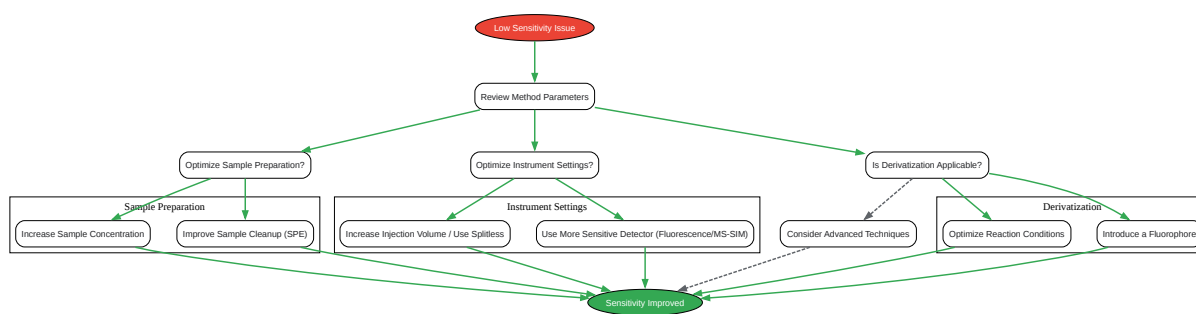 Low Sensitivity Issue
Review Method Parameters
Optimize Sample Preparation?
Optimize Instrument Settings?
Is Derivatization Applicable?
Sample Preparation
Instrument Settings
Derivatization
Increase Sample Concentration
Improve Sample Cleanup (SPE)
Increase Injection Volume / Use Splitless
Use More Sensitive Detector (Fluorescence/MS-SIM)
Consider Advanced Techniques
Optimize Reaction Conditions
Introduce a Fluorophore
Sensitivity Improved